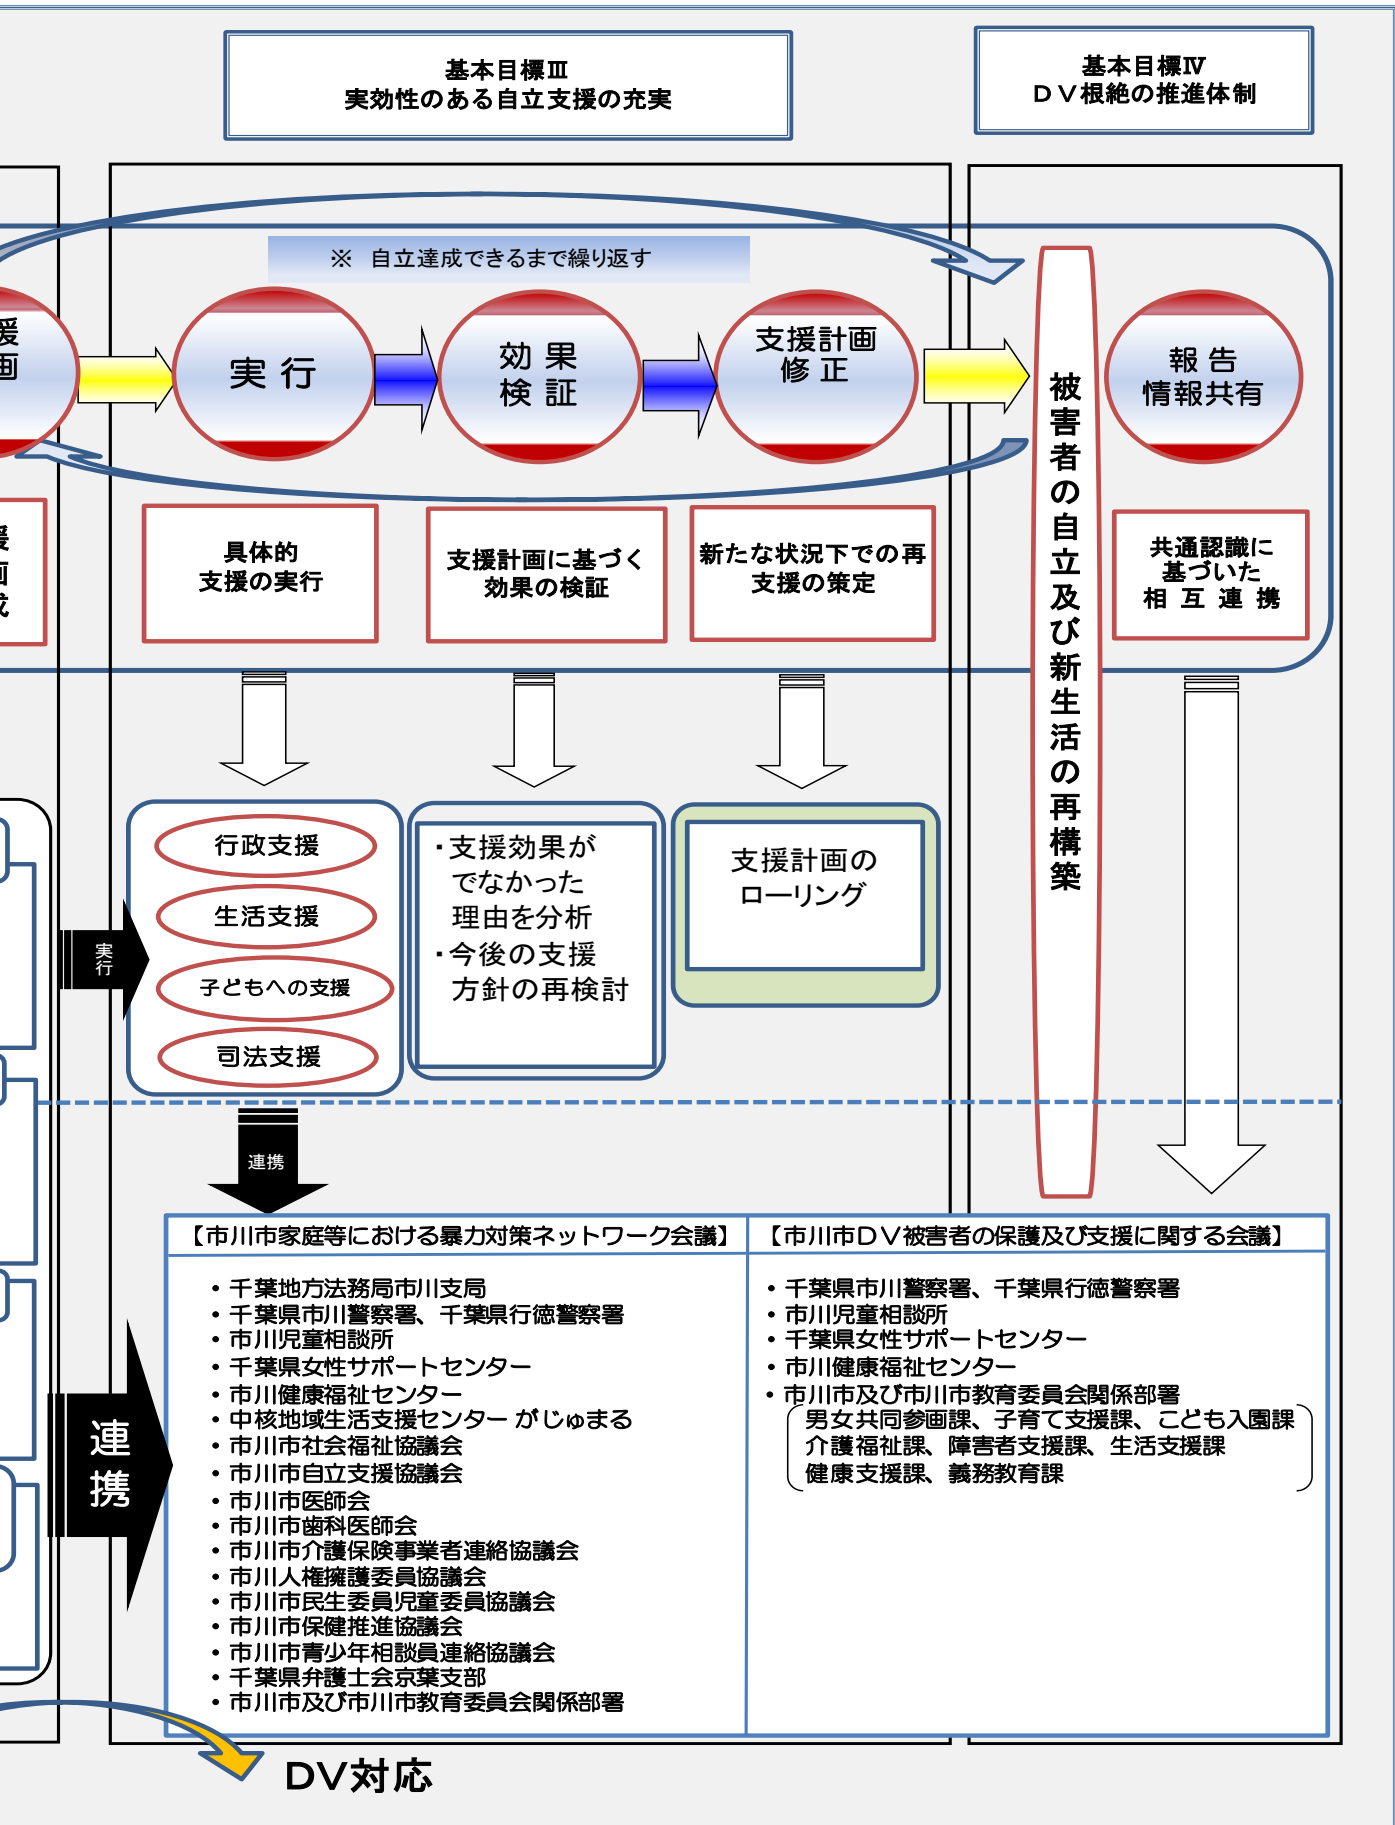 基本目標Ⅲ
実効性のある自立支援の充実
基本目標Ⅳ
ＤＶ根絶の推進体制
※　自立達成できるまで繰り返す
援
画
実 行
効 果
検 証
支援計画
修 正
報 告
情報共有
被害者の自立及び新生活の再構築
援
画
成
具体的
支援の実行
支援計画に基づく
効果の検証
新たな状況下での再
支援の策定
共通認識に
基づいた
相 互 連 携
実行
行政支援
生活支援
子どもへの支援
司法支援
・支援効果が
でなかった
理由を分析
・今後の支援
方針の再検討
支援計画の
ローリング
連携
連携
【市川市家庭等における暴力対策ネットワーク会議】
・千葉地方法務局市川支局
・千葉県市川警察署、千葉県行徳警察署
・市川児童相談所
・千葉県女性サポートセンター
・市川健康福祉センター
・中核地域生活支援センター がじゅまる
・市川市社会福祉協議会
・市川市自立支援協議会
・市川市医師会
・市川市歯科医師会
・市川市介護保険事業者連絡協議会
・市川人権擁護委員協議会
・市川市民生委員児童委員協議会
・市川市保健推進協議会
・市川市青少年相談員連絡協議会
・千葉県弁護士会京葉支部
・市川市及び市川市教育委員会関係部署
【市川市ＤＶ被害者の保護及び支援に関する会議】
・千葉県市川警察署、千葉県行徳警察署
・市川児童相談所
・千葉県女性サポートセンター
・市川健康福祉センター
・市川市及び市川市教育委員会関係部署
男女共同参画課、子育て支援課、こども入園課
介護福祉課、障害者支援課、生活支援課
健康支援課、義務教育課
ＤＶ対応